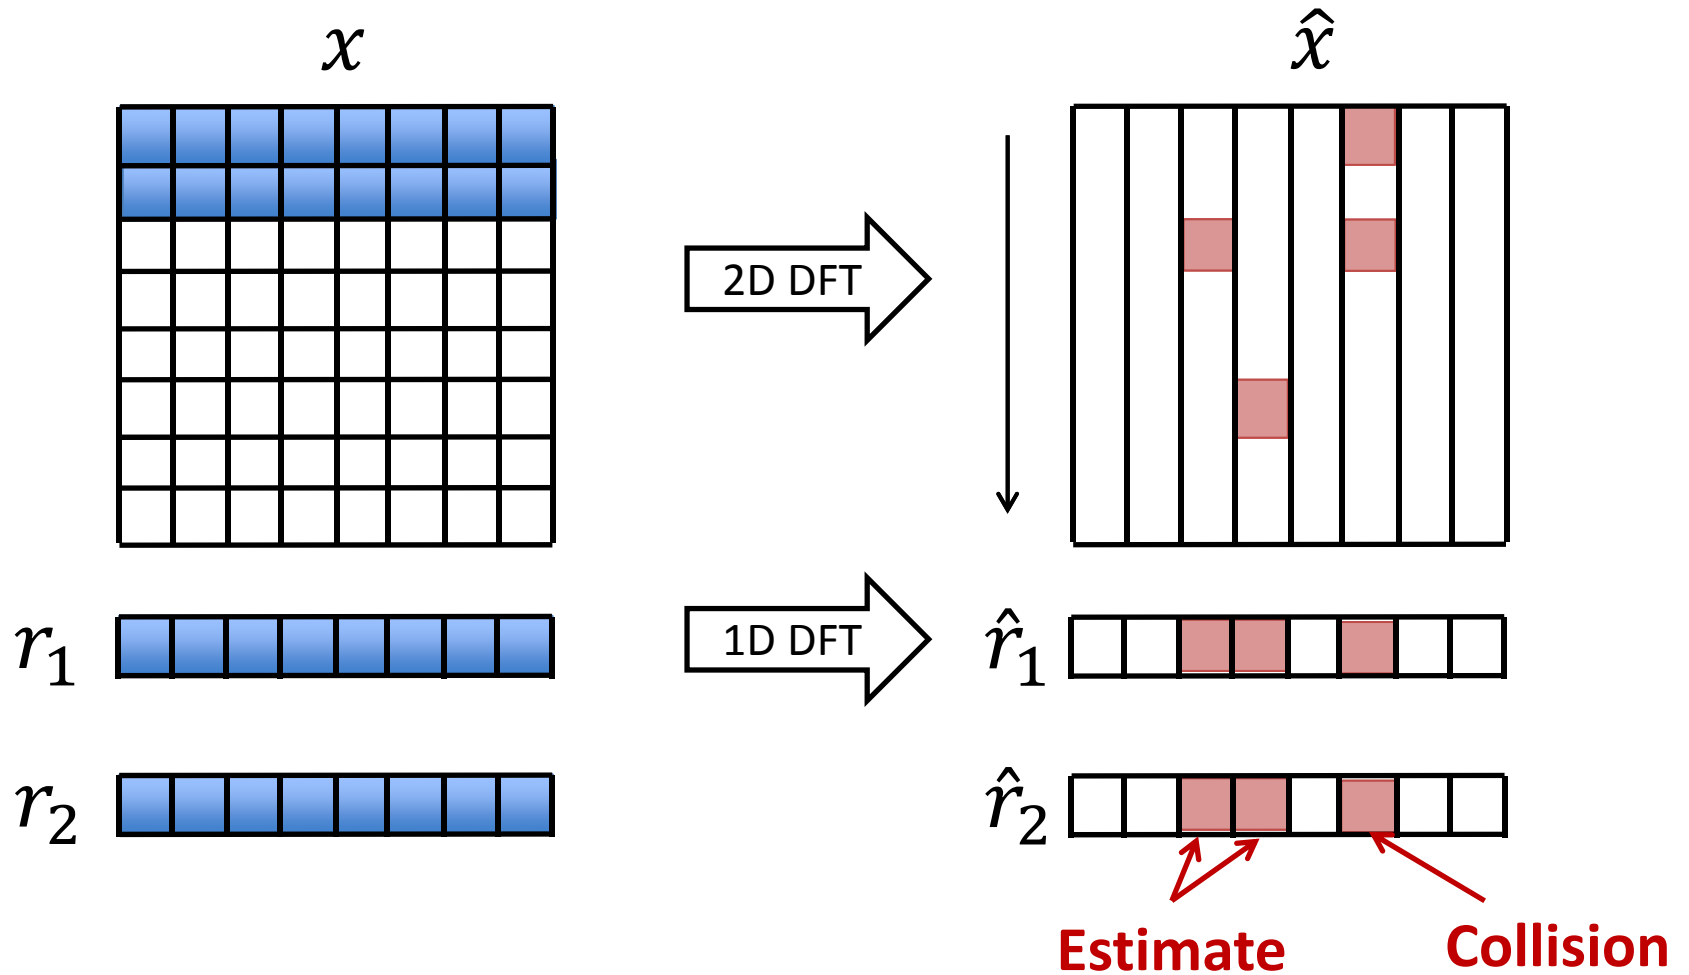 x
x̂
2D DFT
r₁
1D DFT
r̂₁
r₂
r̂₂
Estimate
Collision